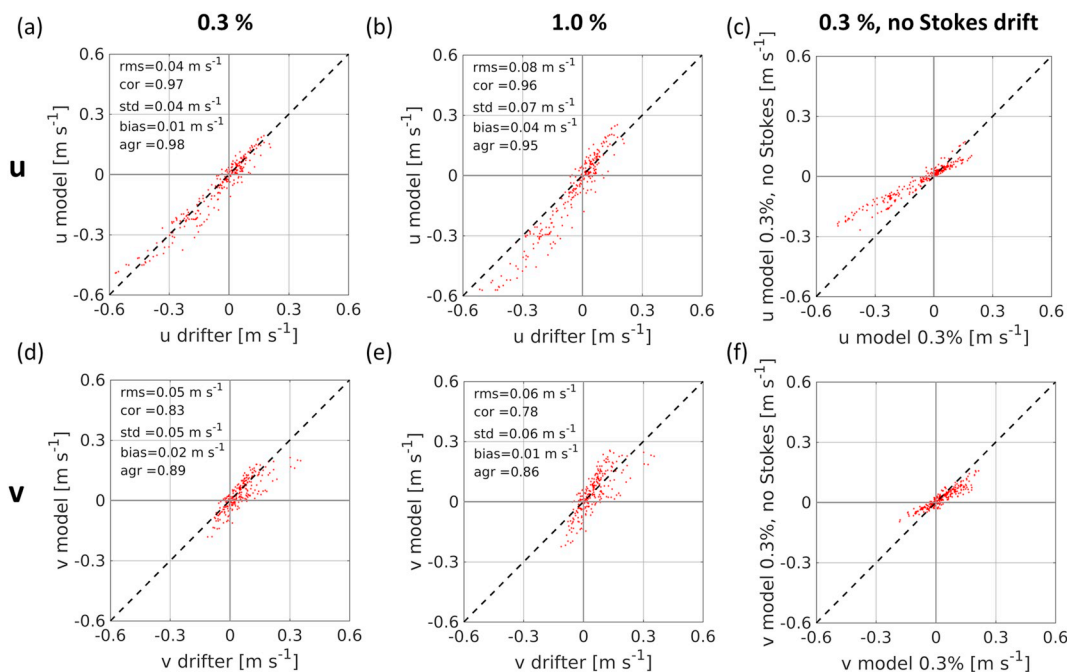 (a)
0.3 %
(b)
1.0 %
(c)
0.3 %, no Stokes drift
u
0.6
0.3
0
-0.3
-0.6
u model [m s⁻¹]
rms=0.04 m s⁻¹
cor =0.97
std =0.04 m s⁻¹
bias=0.01 m s⁻¹
agr =0.98
-0.6 -0.3 0 0.3 0.6
u drifter [m s⁻¹]
0.6
0.3
0
-0.3
-0.6
u model [m s⁻¹]
rms=0.08 m s⁻¹
cor =0.96
std =0.07 m s⁻¹
bias=0.04 m s⁻¹
agr =0.95
-0.6 -0.3 0 0.3 0.6
u drifter [m s⁻¹]
0.6
0.3
0
-0.3
-0.6
u model 0.3%, no Stokes [m s⁻¹]
-0.6 -0.3 0 0.3 0.6
u model 0.3% [m s⁻¹]
(d)
(e)
(f)
v
0.6
0.3
0
-0.3
-0.6
v model [m s⁻¹]
rms=0.05 m s⁻¹
cor =0.83
std =0.05 m s⁻¹
bias=0.02 m s⁻¹
agr =0.89
-0.6 -0.3 0 0.3 0.6
v drifter [m s⁻¹]
0.6
0.3
0
-0.3
-0.6
v model [m s⁻¹]
rms=0.06 m s⁻¹
cor =0.78
std =0.06 m s⁻¹
bias=0.01 m s⁻¹
agr =0.86
-0.6 -0.3 0 0.3 0.6
v drifter [m s⁻¹]
0.6
0.3
0
-0.3
-0.6
v model 0.3%, no Stokes [m s⁻¹]
-0.6 -0.3 0 0.3 0.6
v model 0.3% [m s⁻¹]